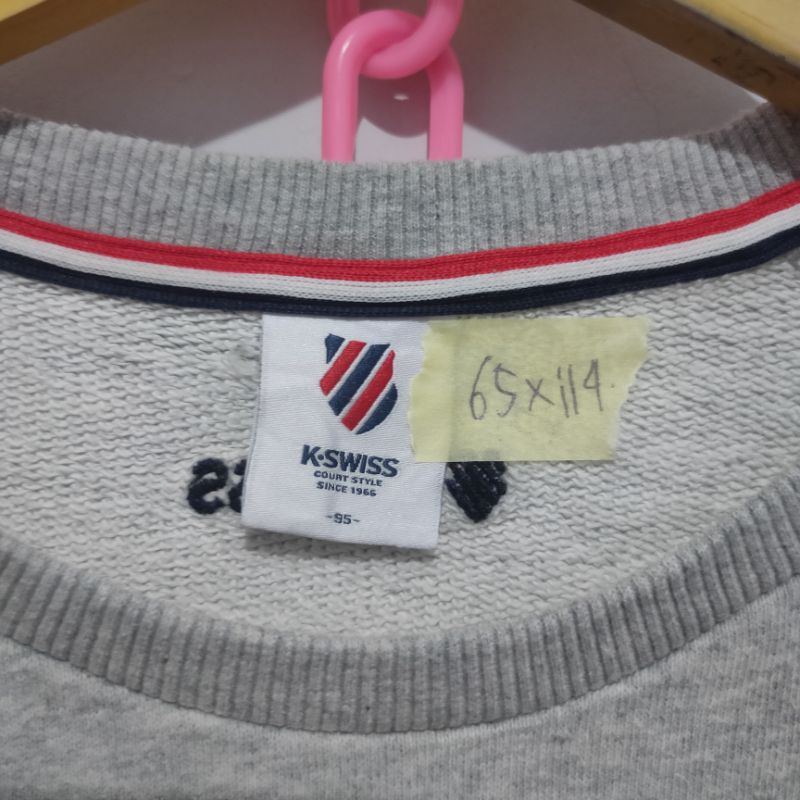 K·SWISS
COURT STYLE
SINCE 1966
-95-
65x114